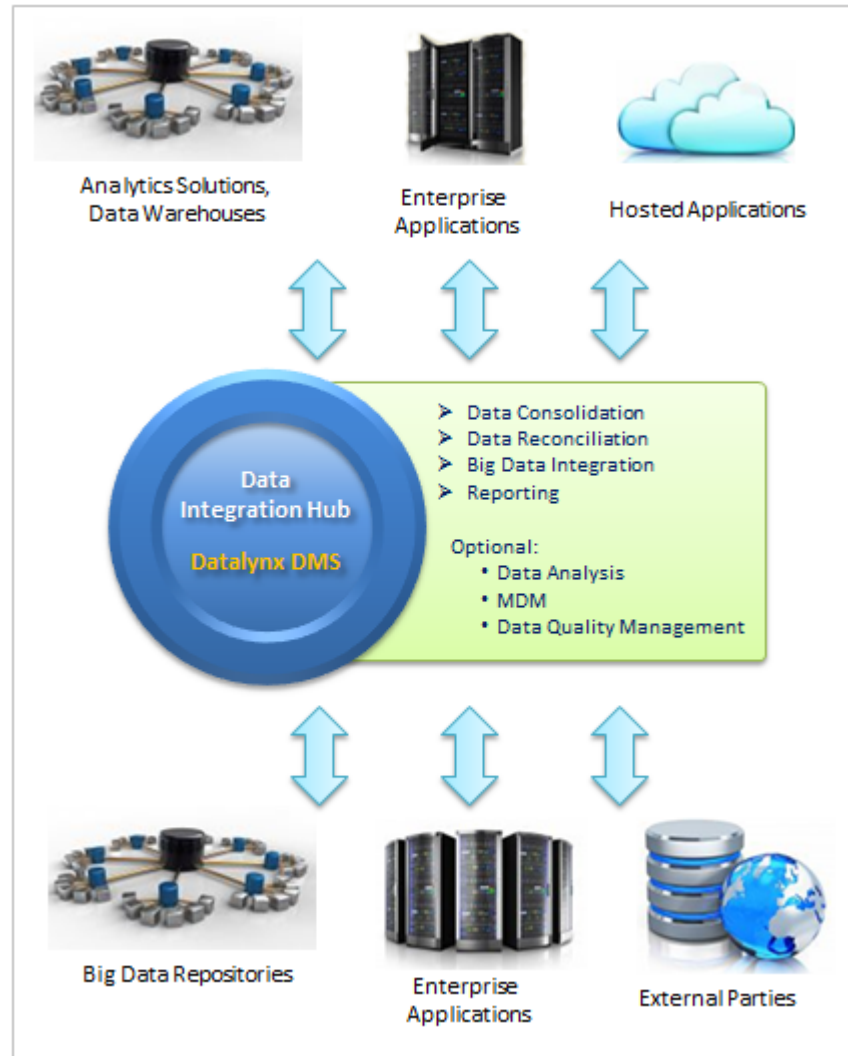 Analytics Solutions,
Data Warehouses
Enterprise
Applications
Hosted Applications
Data
Integration Hub
Datalynx DMS
➢ Data Consolidation
➢ Data Reconciliation
➢ Big Data Integration
➢ Reporting
Optional:
• Data Analysis
• MDM
• Data Quality Management
Big Data Repositories
Enterprise
Applications
External Parties